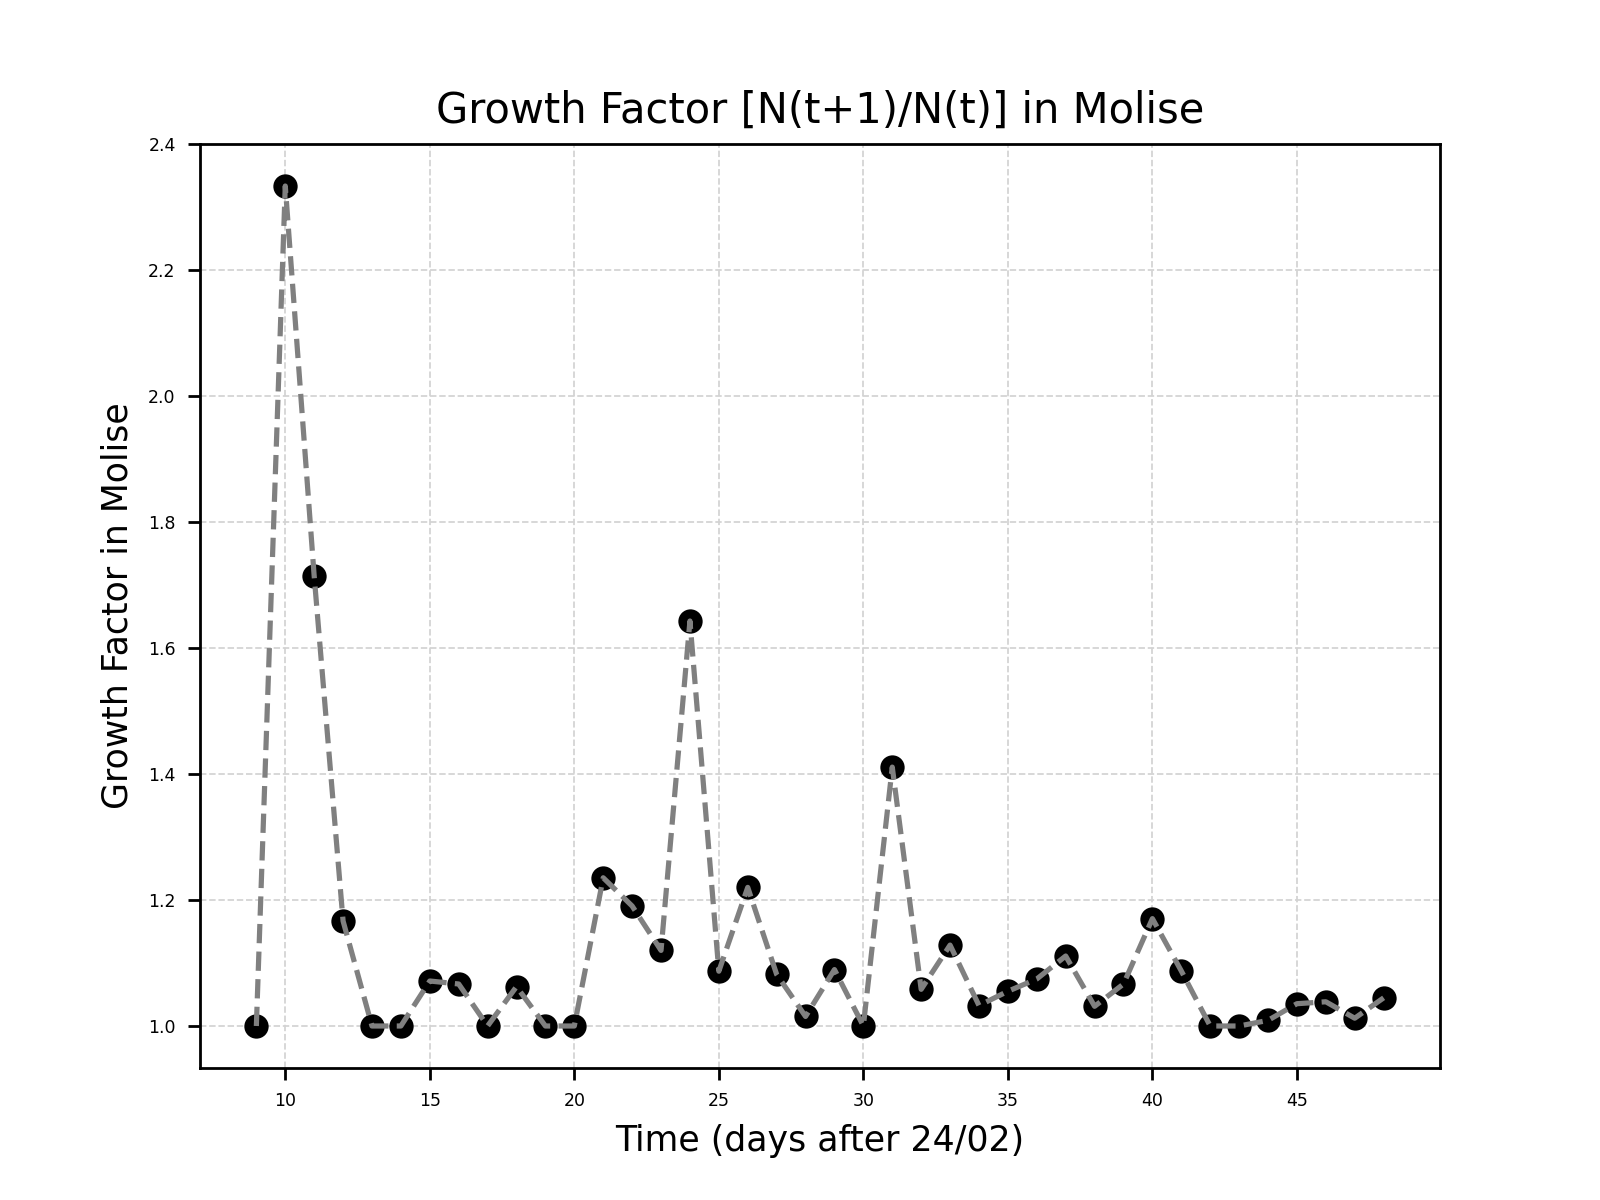 Growth Factor [N(t+1)/N(t)] in Molise
Growth Factor in Molise
2.4
2.2
2.0
1.8
1.6
1.4
1.2
1.0
10 15 20 25 30 35 40 45
Time (days after 24/02)